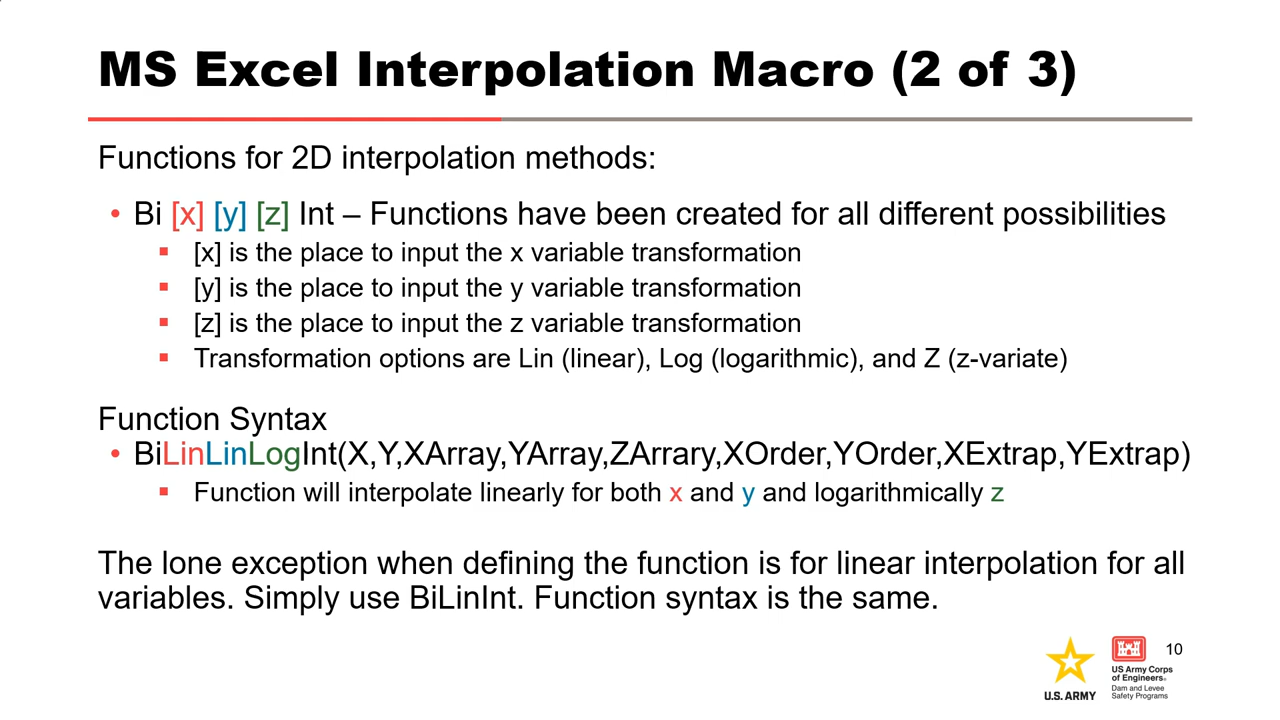 MS Excel Interpolation Macro (2 of 3)
Functions for 2D interpolation methods:
• Bi [x] [y] [z] Int – Functions have been created for all different possibilities
▪ [x] is the place to input the x variable transformation
▪ [y] is the place to input the y variable transformation
▪ [z] is the place to input the z variable transformation
▪ Transformation options are Lin (linear), Log (logarithmic), and Z (z-variate)
Function Syntax
• BiLinLinLogInt(X,Y,XArray,YArray,ZArrary,XOrder,YOrder,XExtrap,YExtrap)
▪ Function will interpolate linearly for both x and y and logarithmically z
The lone exception when defining the function is for linear interpolation for all
variables. Simply use BiLinInt. Function syntax is the same.
U.S. ARMY
US Army Corps
of Engineers®
Dam and Levee
Safety Programs
10